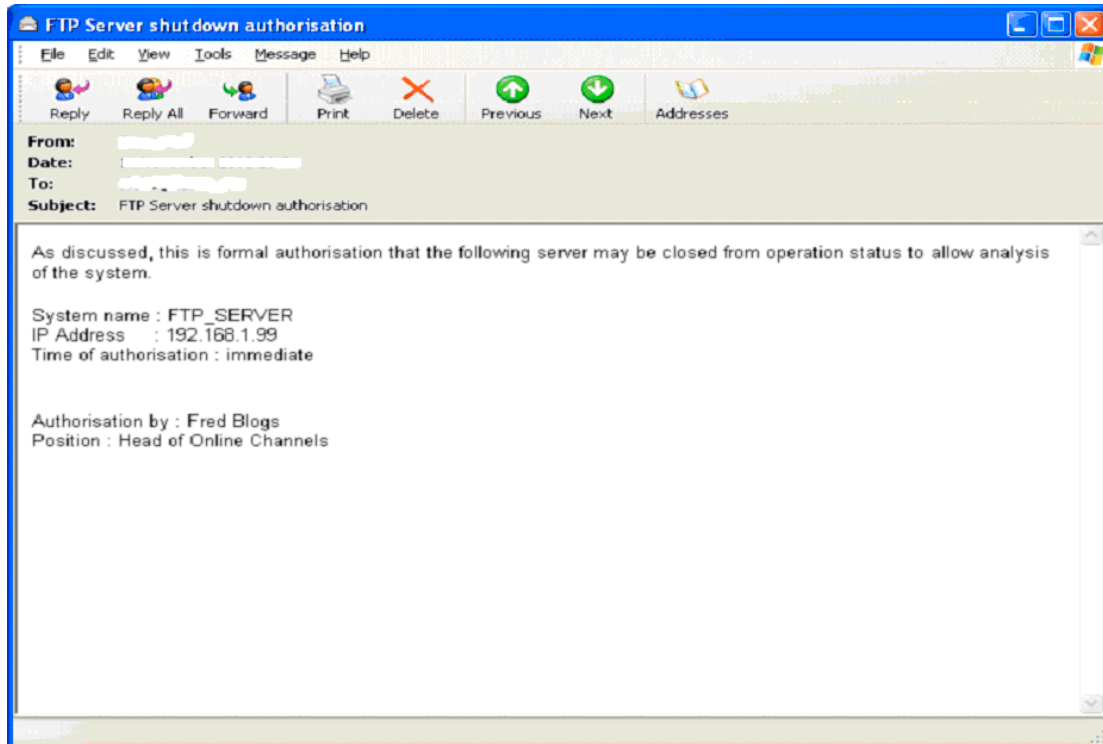 FTP Server shutdown authorisation
File Edit View Tools Message Help
Reply Reply All Forward Print Delete Previous Next Addresses
From:
Date:
To:
Subject: FTP Server shutdown authorisation
As discussed, this is formal authorisation that the following server may be closed from operation status to allow analysis
of the system.
System name : FTP_SERVER
IP Address : 192.168.1.99
Time of authorisation : immediate
Authorisation by : Fred Blogs
Position : Head of Online Channels